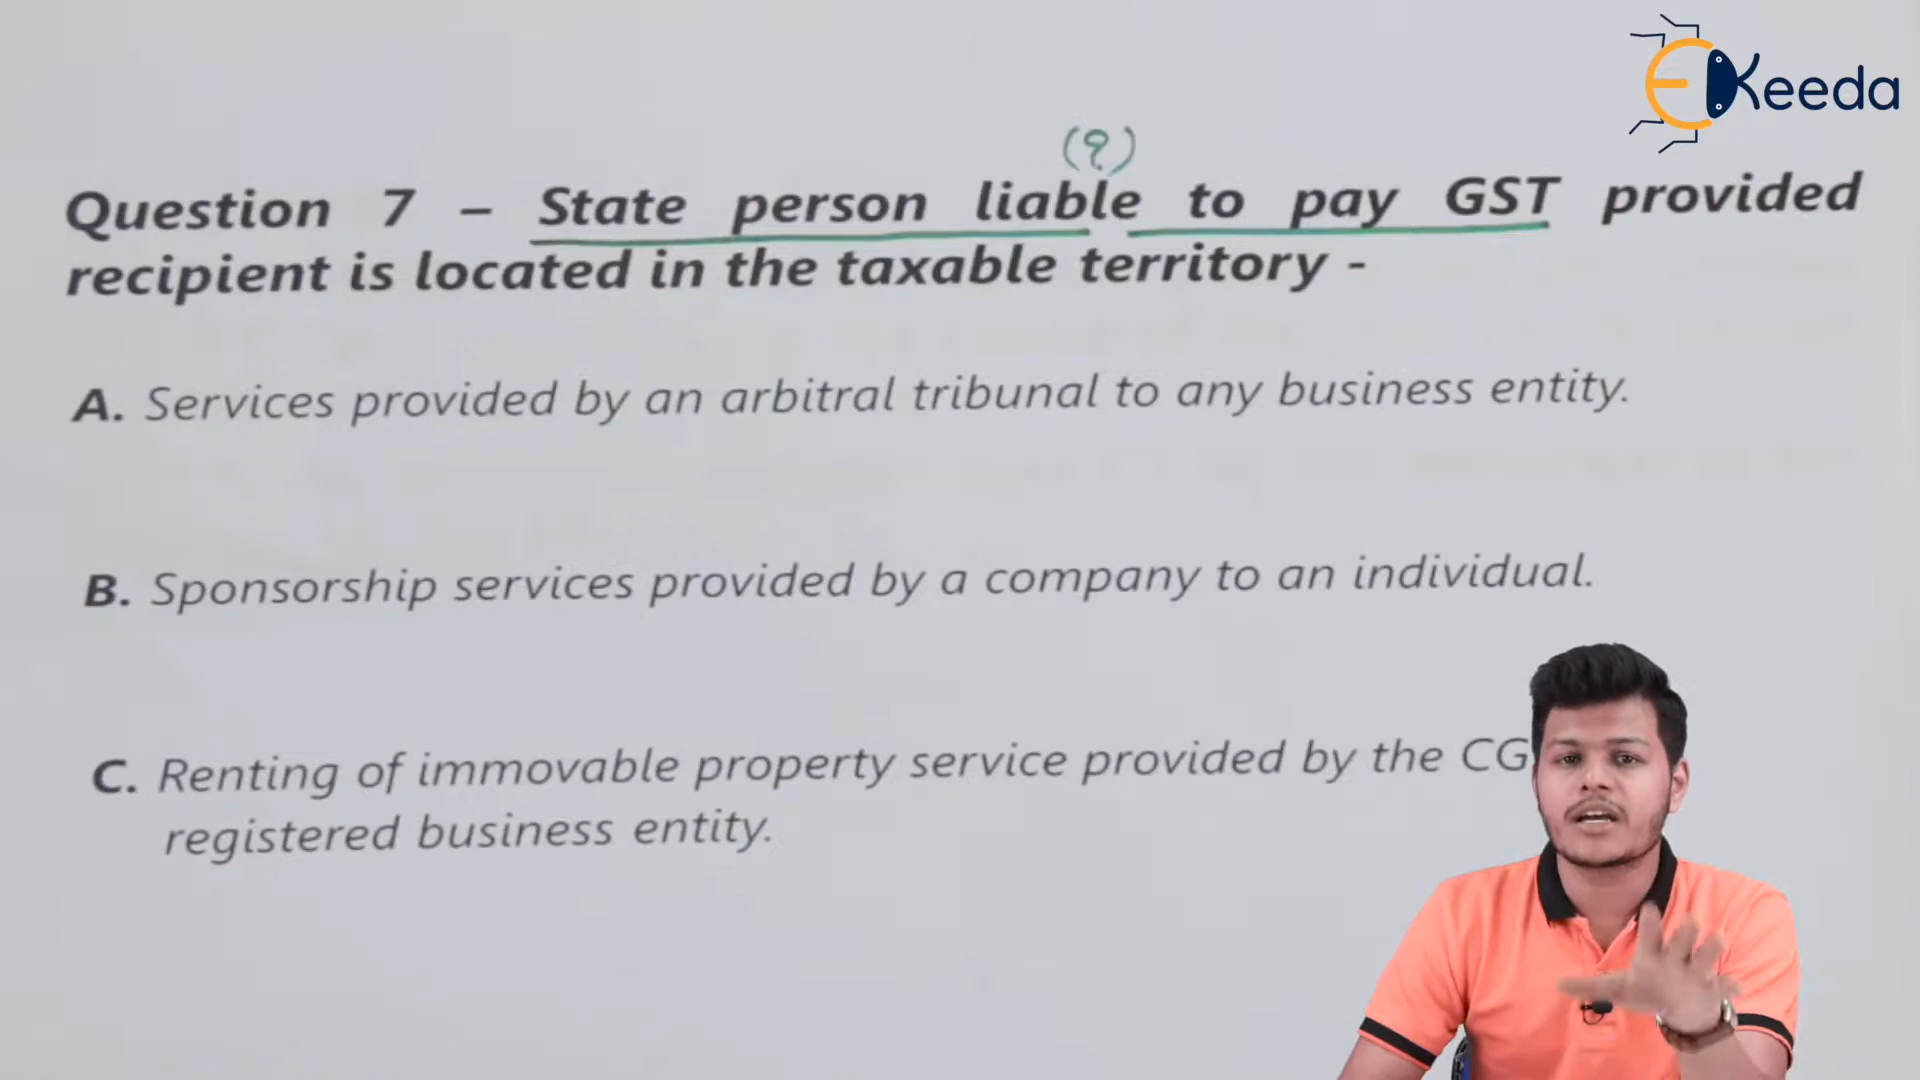 EKeeda
(?)
Question 7 – State person liable to pay GST provided
recipient is located in the taxable territory -
A. Services provided by an arbitral tribunal to any business entity.
B. Sponsorship services provided by a company to an individual.
C. Renting of immovable property service provided by the CG
registered business entity.